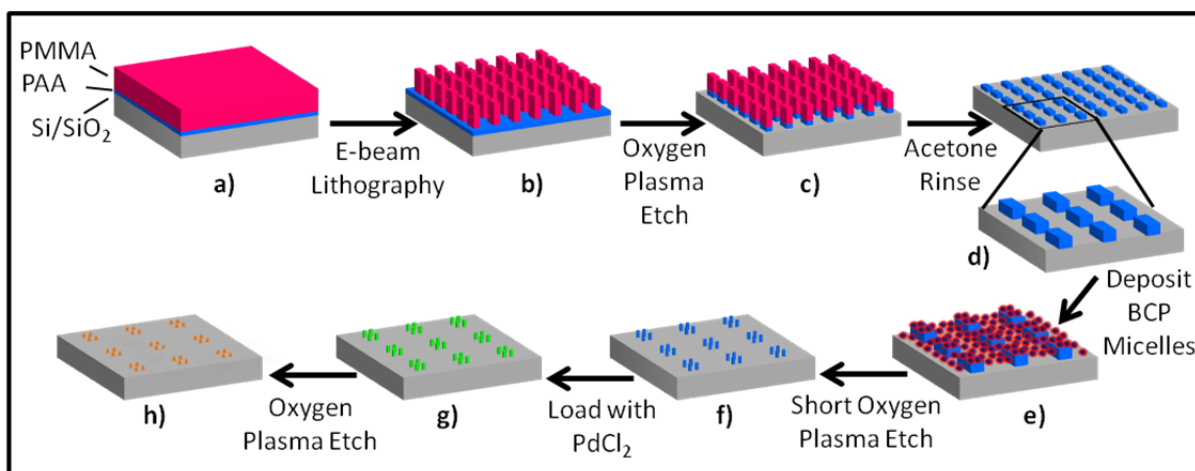 PMMA
PAA
Si/SiO2
a)
E-beam
Lithography
b)
Oxygen
Plasma
Etch
c)
Acetone
Rinse
d)
Deposit
BCP
Micelles
e)
Short Oxygen
Plasma Etch
f)
Load with
PdCl2
g)
Oxygen
Plasma Etch
h)